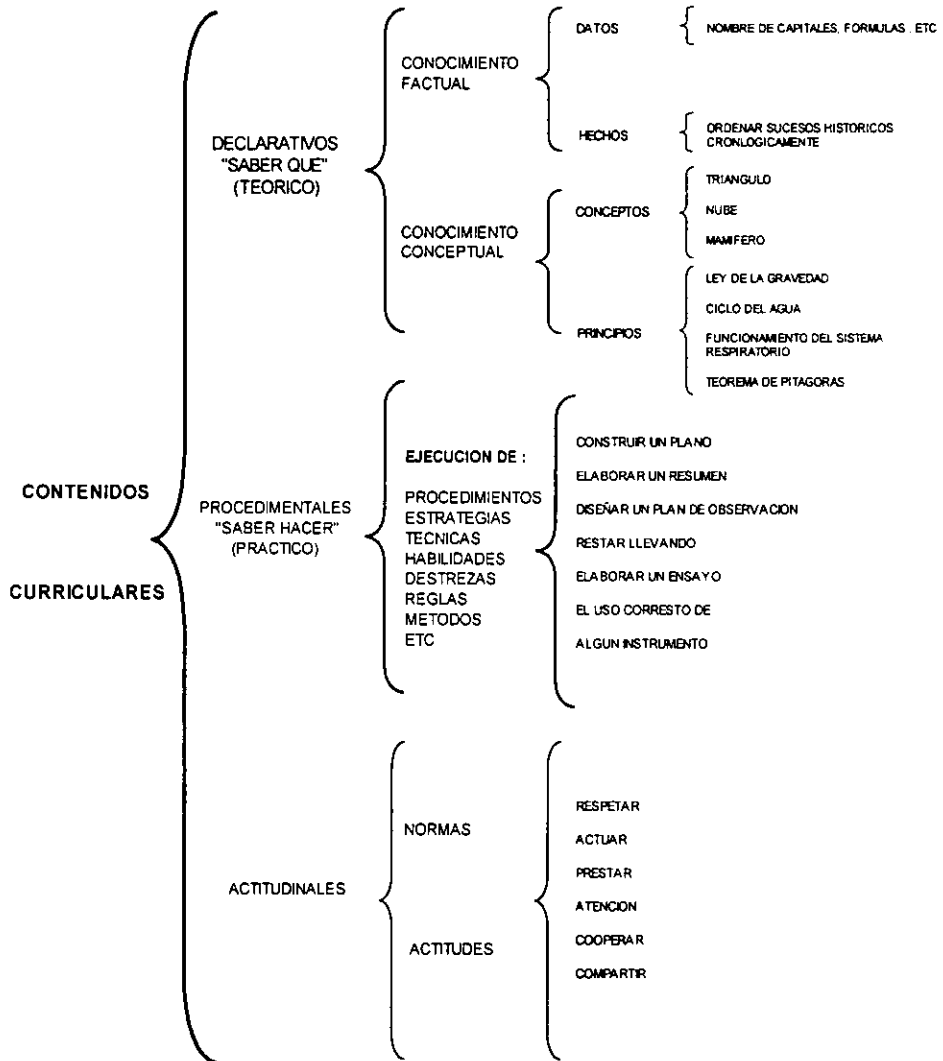 CONTENIDOS
CURRICULARES
DECLARATIVOS
"SABER QUE"
(TEORICO)
CONOCIMIENTO
FACTUAL
DATOS
NOMBRE DE CAPITALES, FORMULAS . ETC
HECHOS
ORDENAR SUCESOS HISTORICOS
CRONLOGICAMENTE
CONOCIMIENTO
CONCEPTUAL
CONCEPTOS
TRIANGULO
NUBE
MAMIFERO
PRINCIPIOS
LEY DE LA GRAVEDAD
CICLO DEL AGUA
FUNCIONAMIENTO DEL SISTEMA
RESPIRATORIO
TEOREMA DE PITAGORAS
PROCEDIMENTALES
"SABER HACER"
(PRACTICO)
EJECUCION DE :
PROCEDIMIENTOS
ESTRATEGIAS
TECNICAS
HABILIDADES
DESTREZAS
REGLAS
METODOS
ETC
CONSTRUIR UN PLANO
ELABORAR UN RESUMEN
DISEÑAR UN PLAN DE OBSERVACION
RESTAR LLEVANDO
ELABORAR UN ENSAYO
EL USO CORRESTO DE
ALGUN INSTRUMENTO
ACTITUDINALES
NORMAS
ACTITUDES
RESPETAR
ACTUAR
PRESTAR
ATENCION
COOPERAR
COMPARTIR